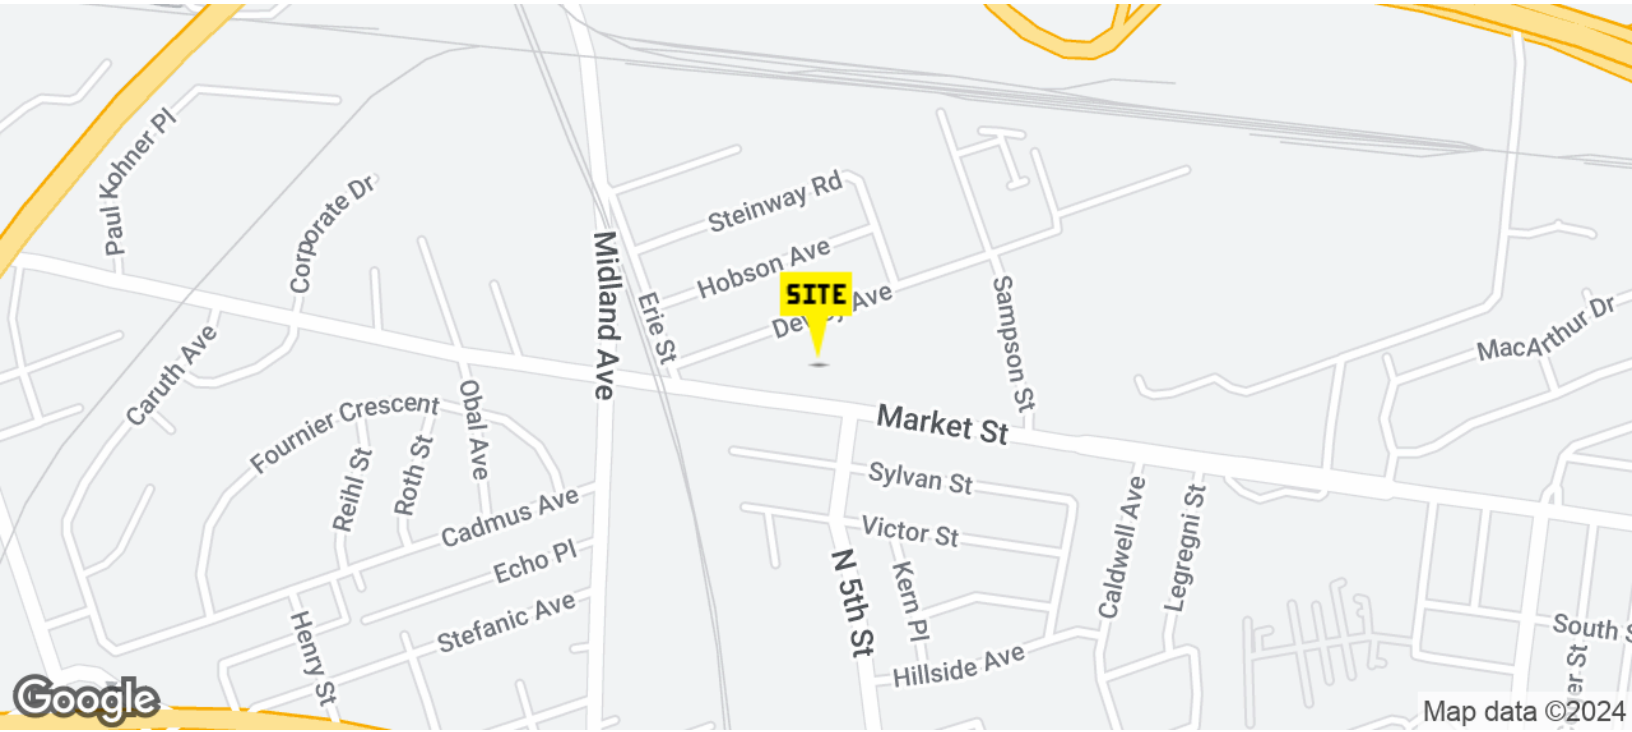 Paul Kohner Pl
Corporate Dr
Steinway Rd
Hobson Ave
SITE
Ave
Midland Ave
Erie St
Sampson St
MacArthur Dr
Caruth Ave
Fournier Crescent
Obal Ave
Market St
Reihl St
Roth St
Cadmus Ave
Echo Pl
Sylvan St
Victor St
Caldwell Ave
Legregni St
N 5th St
Kern Pl
Henry St
Stefanic Ave
Hillside Ave
South S
er St
Google
Map data ©2024